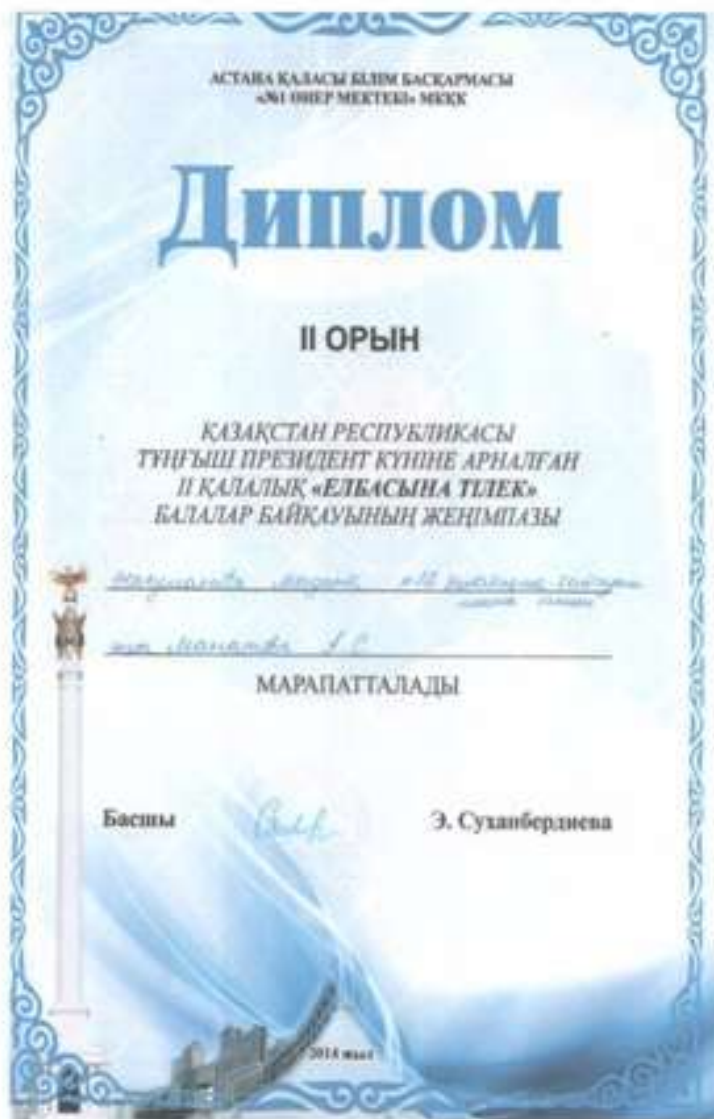 АСТАНА ҚАЛАСЫ БІЛІМ БАСҚАРМАСЫ
«№1 ӨНЕР МЕКТЕБІ» МКҚК
Диплом
II ОРЫН
ҚАЗАҚСТАН РЕСПУБЛИКАСЫ
ТҰҢҒЫШ ПРЕЗИДЕНТ КҮНІНЕ АРНАЛҒАН
II ҚАЛАЛЫҚ «ЕЛБАСЫНА ТІЛЕК»
БАЛАЛАР БАЙҚАУЫНЫҢ ЖЕҢІМПАЗЫ
МАРАПАТТАЛАДЫ
Басшы Э. Суханбердиева
2014 жыл